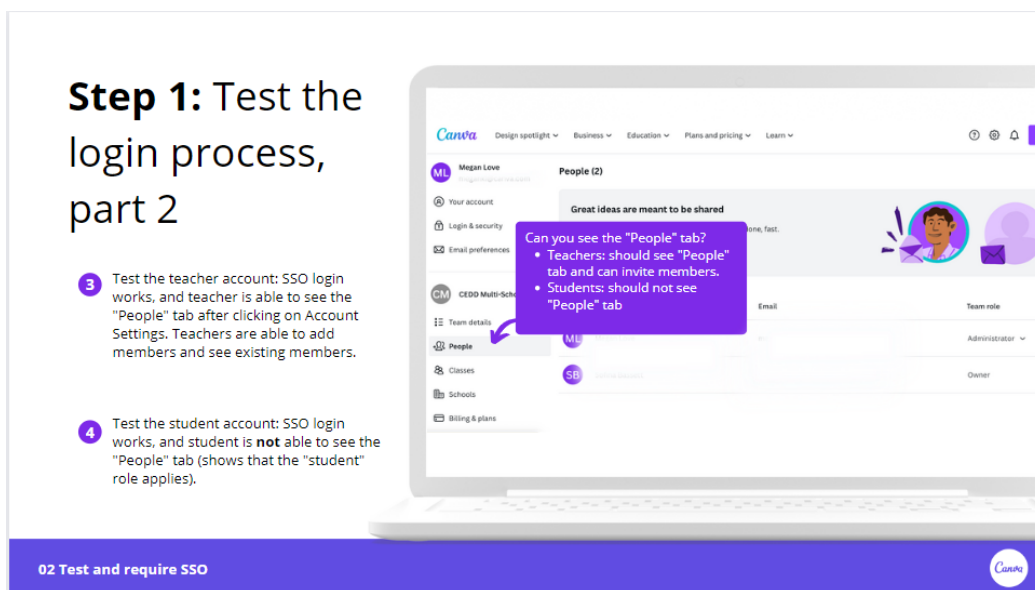 Step 1: Test the
login process,
part 2
3
Test the teacher account: SSO login
works, and teacher is able to see the
"People" tab after clicking on Account
Settings. Teachers are able to add
members and see existing members.
4
Test the student account: SSO login
works, and student is not able to see the
"People" tab (shows that the "student"
role applies).
Canva Design spotlight Business Education Plans and pricing Learn
ML Megan Love
Your account
Login & security
Email preferences
CM CEDO Multi-Sch
Team details
People
Classes
Schools
Billing & plans
People (2)
Great ideas are meant to be shared
fast.
Can you see the "People" tab?
• Teachers: should see "People"
tab and can invite members.
• Students: should not see
"People" tab
Email Team role
ML Administrator
SB Owner
02 Test and require SSO
Canva